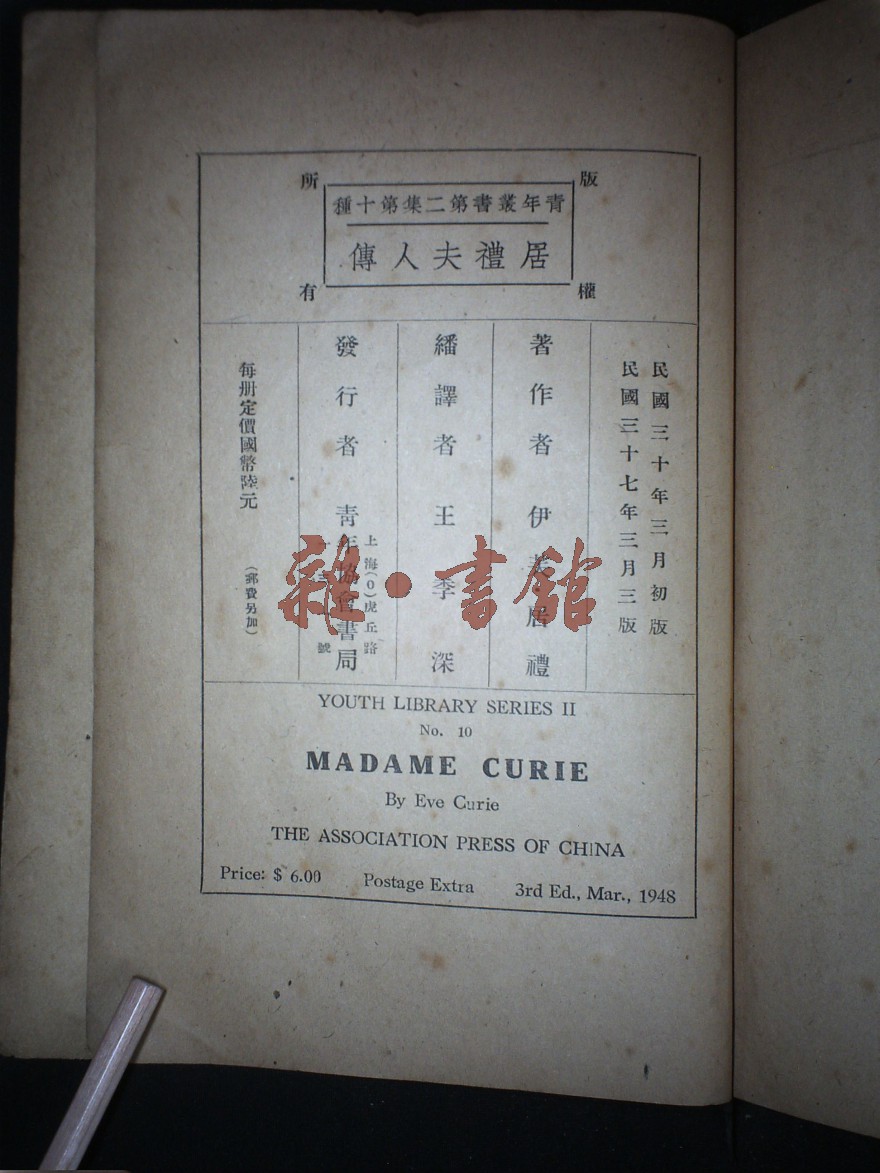 版權所有
青年叢書第二集第十種
居禮夫人傳
民國三十年三月初版
民國三十七年三月三版
著作者 伊 居禮
繙譯者 王季深
發行者 青年協會書局
上海(0)虎丘路
號
每册定價國幣陸元
(郵費另加)
雜·書館
YOUTH LIBRARY SERIES II
No. 10
MADAME CURIE
By Eve Curie
THE ASSOCIATION PRESS OF CHINA
Price: $ 6.00 Postage Extra 3rd Ed., Mar., 1948